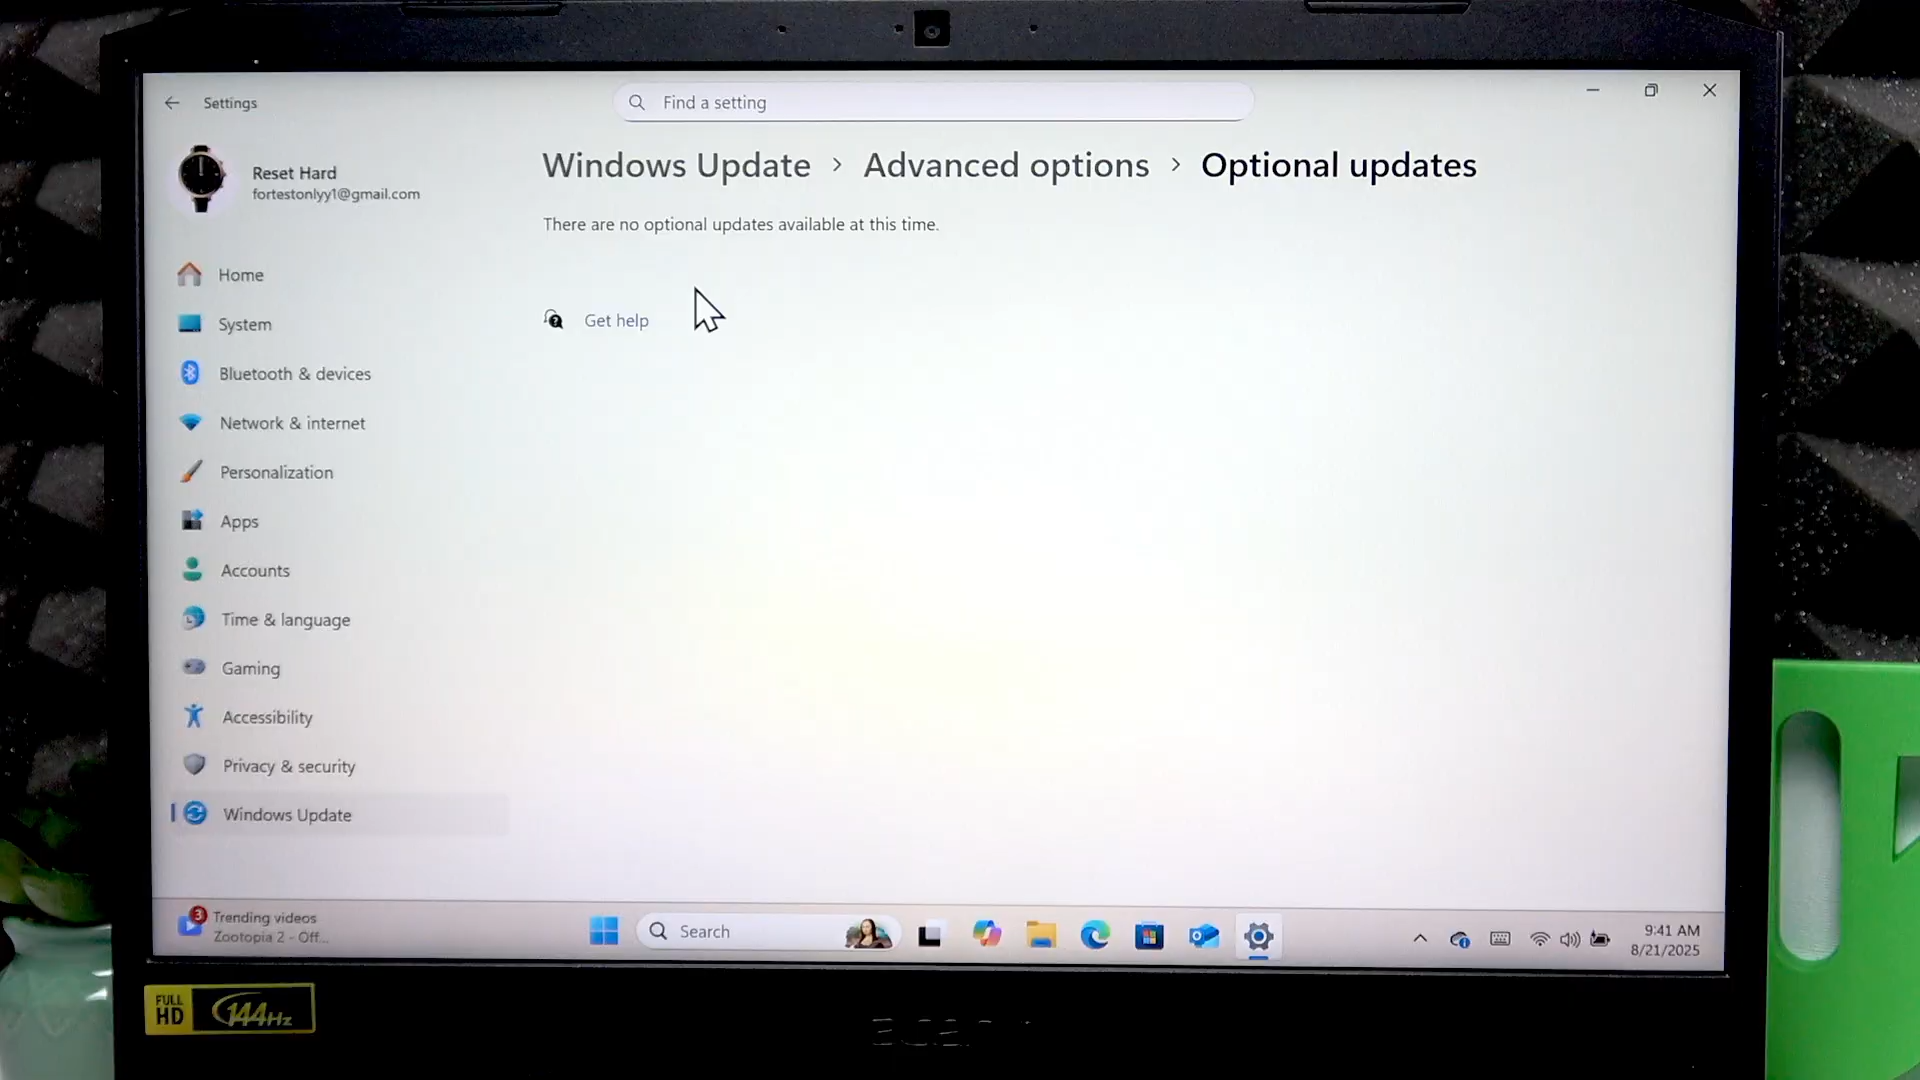 Settings
Find a setting
Reset Hard
fortestonlyy1@gmail.com
Windows Update > Advanced options > Optional updates
There are no optional updates available at this time.
Get help
Home
System
Bluetooth & devices
Network & internet
Personalization
Apps
Accounts
Time & language
Gaming
Accessibility
Privacy & security
Windows Update
3
Trending videos
Zootopia 2 - Off...
Search
9:41 AM
8/21/2025
FULL HD 144Hz
acer